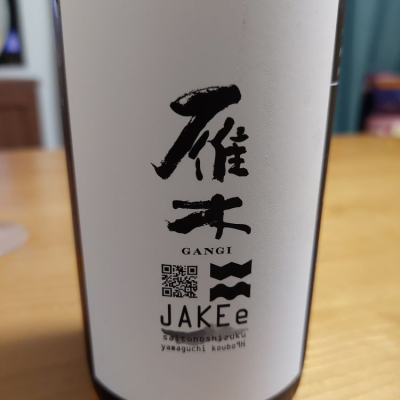 雁木
GANGI
JAKEe
saitonoshizuku
yamaguchi koubo9H